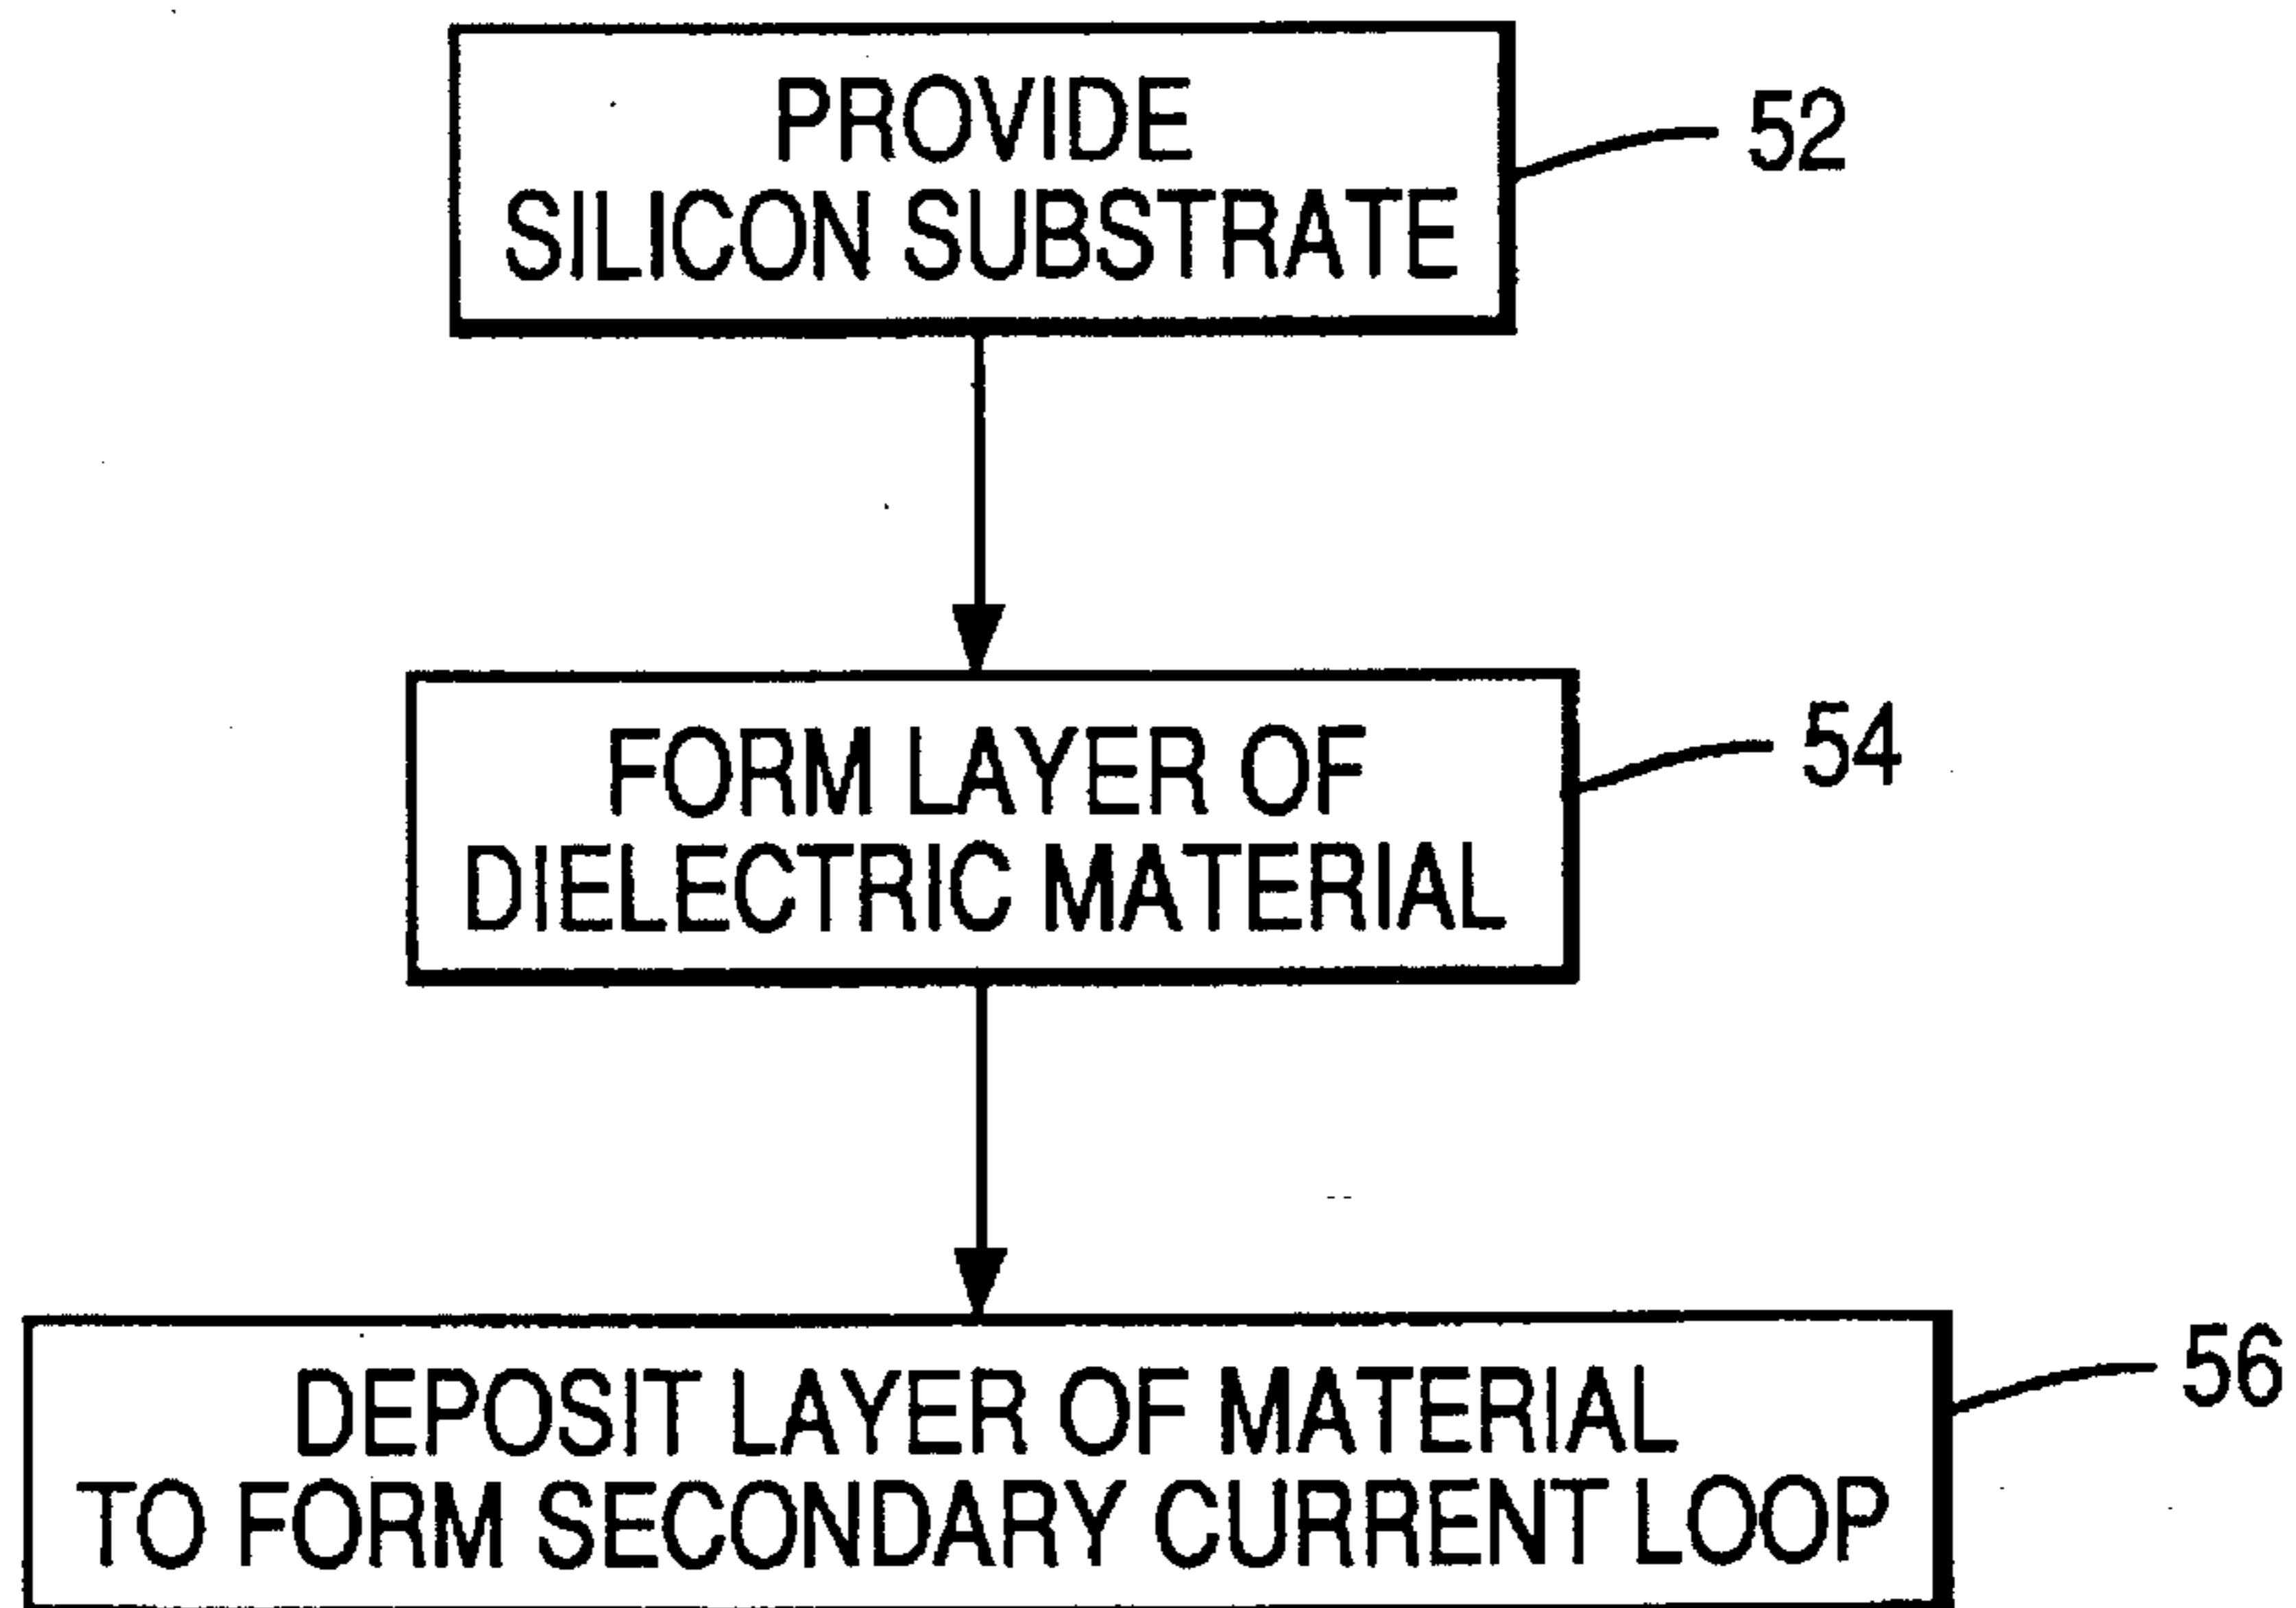 PROVIDE
SILICON SUBSTRATE
52
FORM LAYER OF
DIELECTRIC MATERIAL
54
DEPOSIT LAYER OF MATERIAL
TO FORM SECONDARY CURRENT LOOP
56